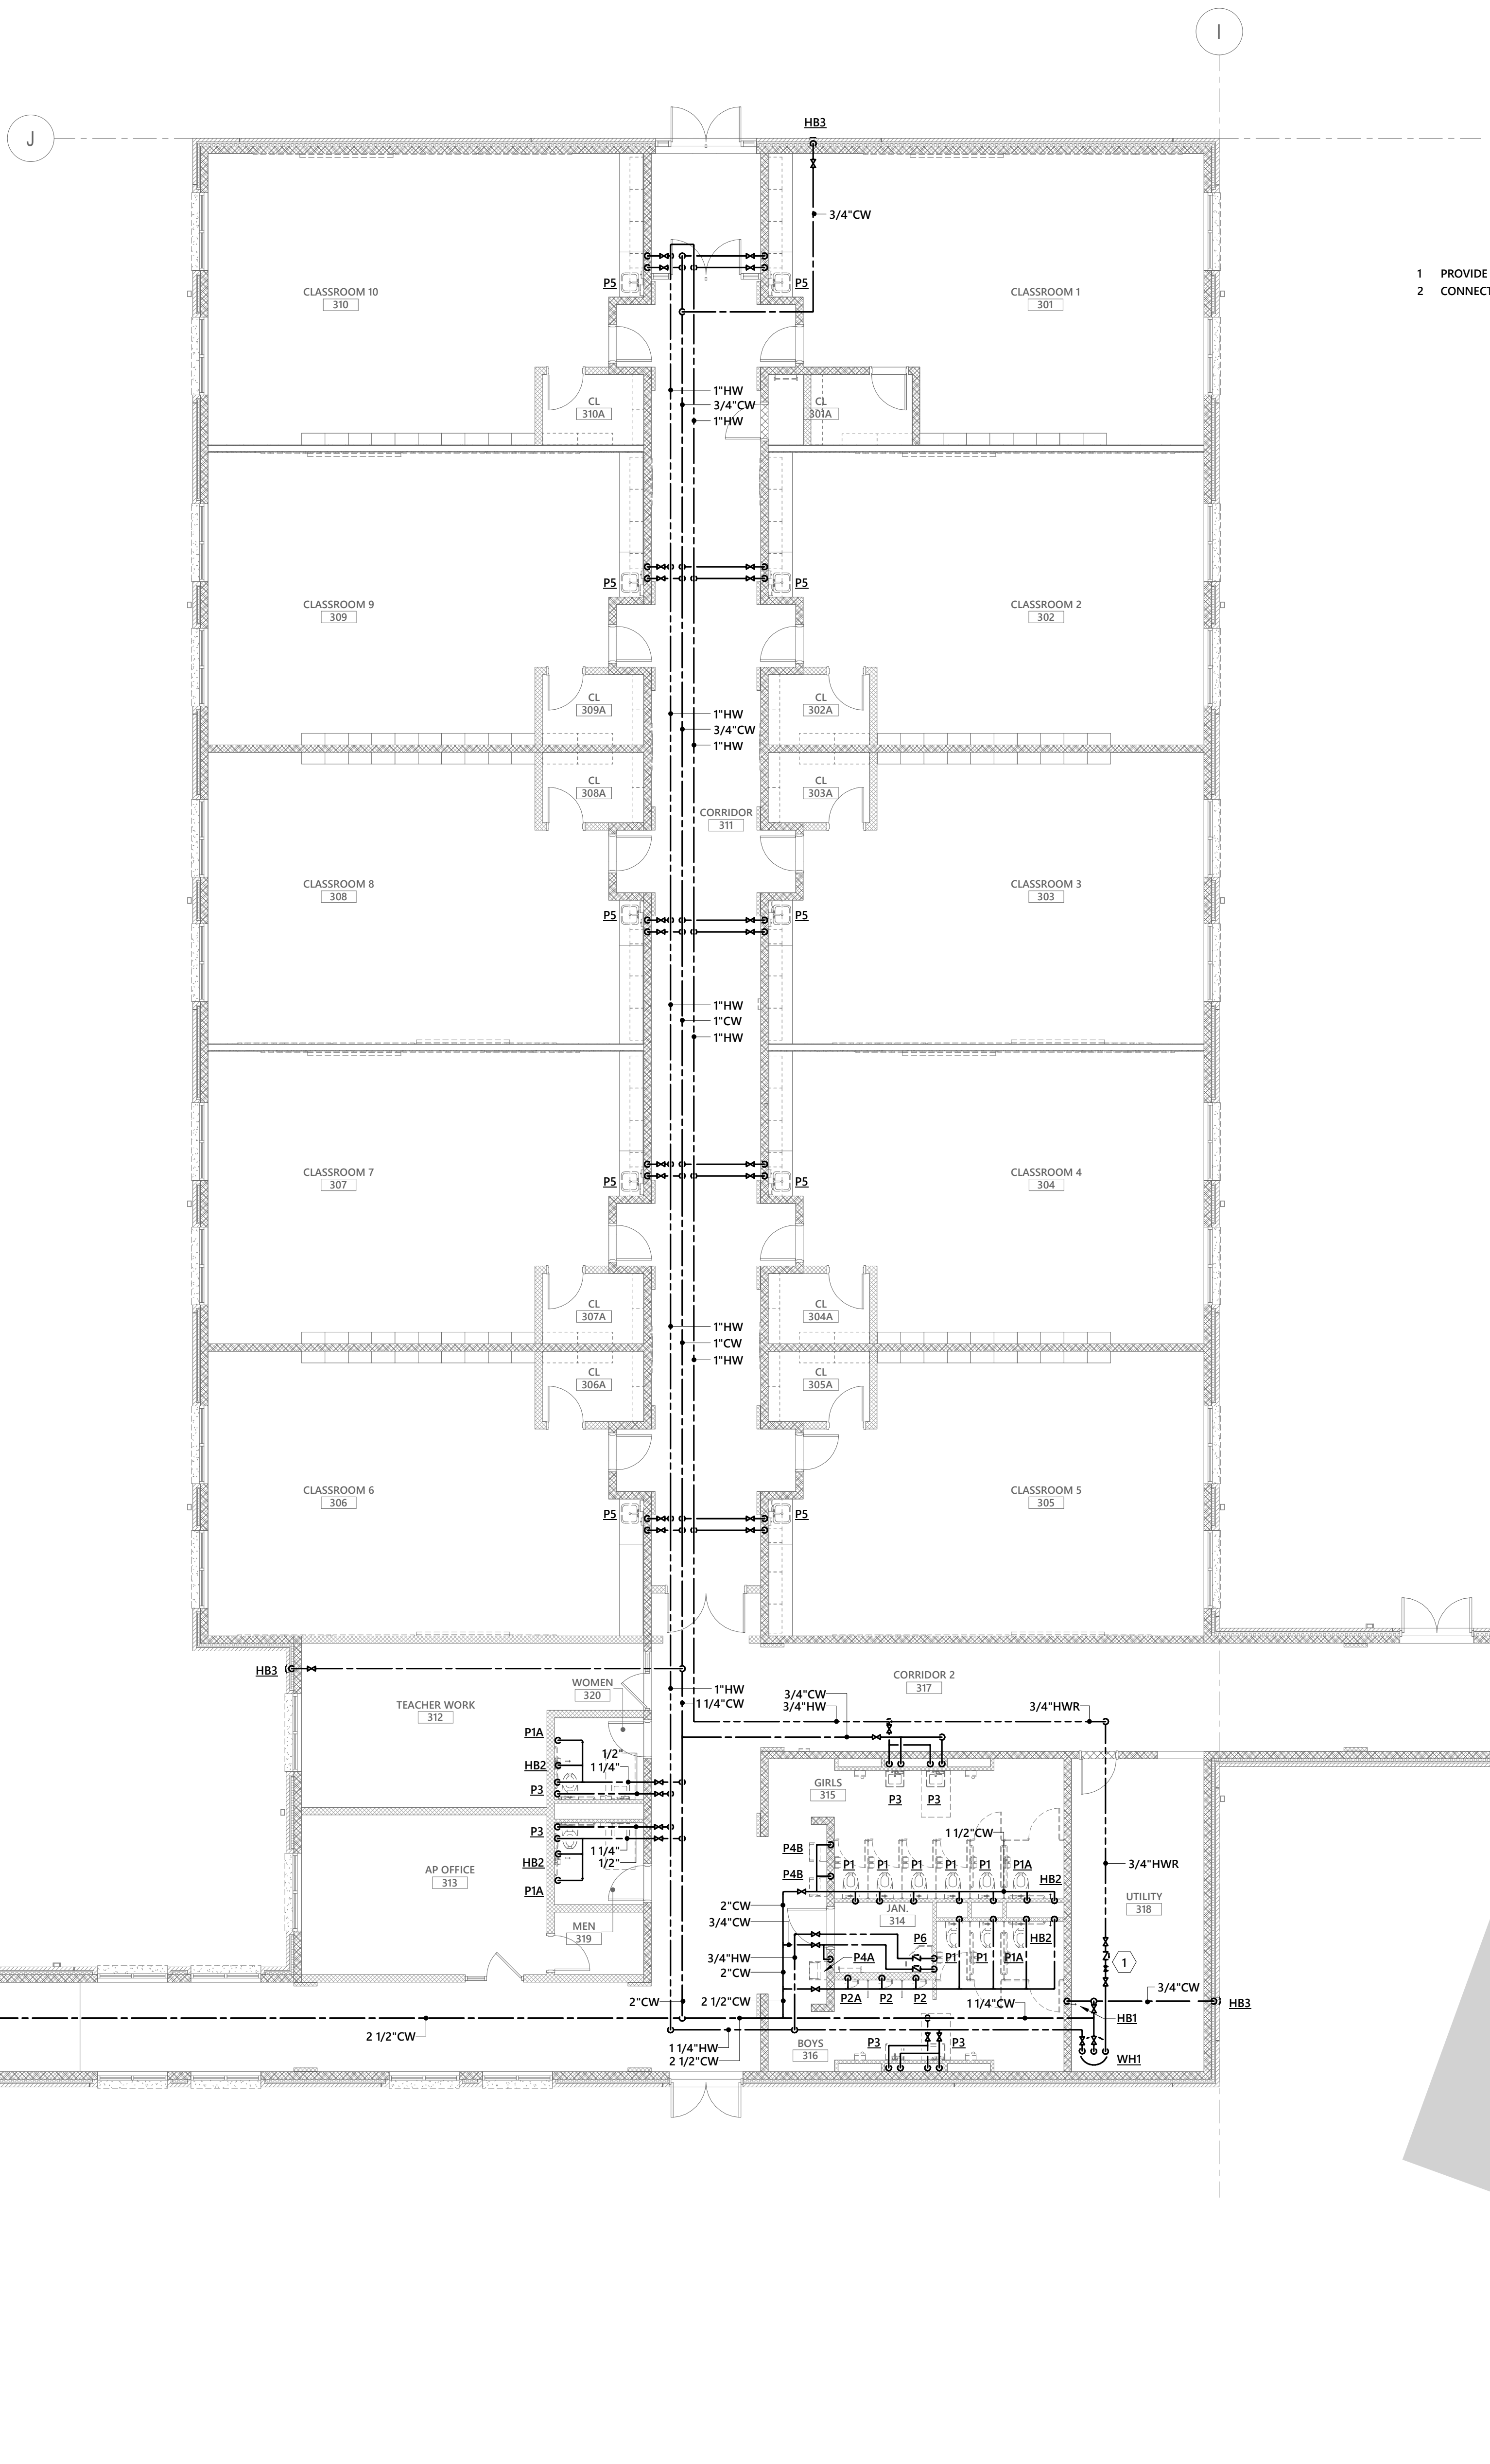 I
J
HB3
3/4"CW
1 PROVIDE
2 CONNECT
P5
P5
CLASSROOM 10
310
CLASSROOM 1
301
1"HW
3/4"CW
1"HW
CL
310A
CL
301A
P5
P5
CLASSROOM 9
309
CLASSROOM 2
302
CL
309A
CL
302A
1"HW
3/4"CW
1"HW
CL
308A
CL
303A
CORRIDOR
311
CLASSROOM 8
308
CLASSROOM 3
303
P5
P5
1"HW
1"CW
1"HW
CLASSROOM 7
307
CLASSROOM 4
304
P5
P5
CL
307A
CL
304A
1"HW
1"CW
1"HW
CL
306A
CL
305A
CLASSROOM 6
306
CLASSROOM 5
305
P5
P5
HB3
WOMEN
320
1"HW
1 1/4"CW
CORRIDOR 2
317
3/4"CW
3/4"HW
3/4"HWR
TEACHER WORK
312
P1A
HB2
P3
1/2"
1 1/4"
GIRLS
315
P3
P3
P3
HB2
P1A
1 1/4"
1/2"
AP OFFICE
313
MEN
319
1 1/2"CW
P4B
P4B
P1
P1
P1
P1
P1
P1A
HB2
3/4"HWR
UTILITY
318
2"CW
3/4"CW
JAN.
314
P6
HB2
3/4"HW
P4A
P1
P1
P1A
1
2"CW
3/4"CW
2"CW
2 1/2"CW
P2A
P2
P2
1 1/4"CW
HB3
HB1
2 1/2"CW
1 1/4"HW
2 1/2"CW
BOYS
316
P3
P3
WH1